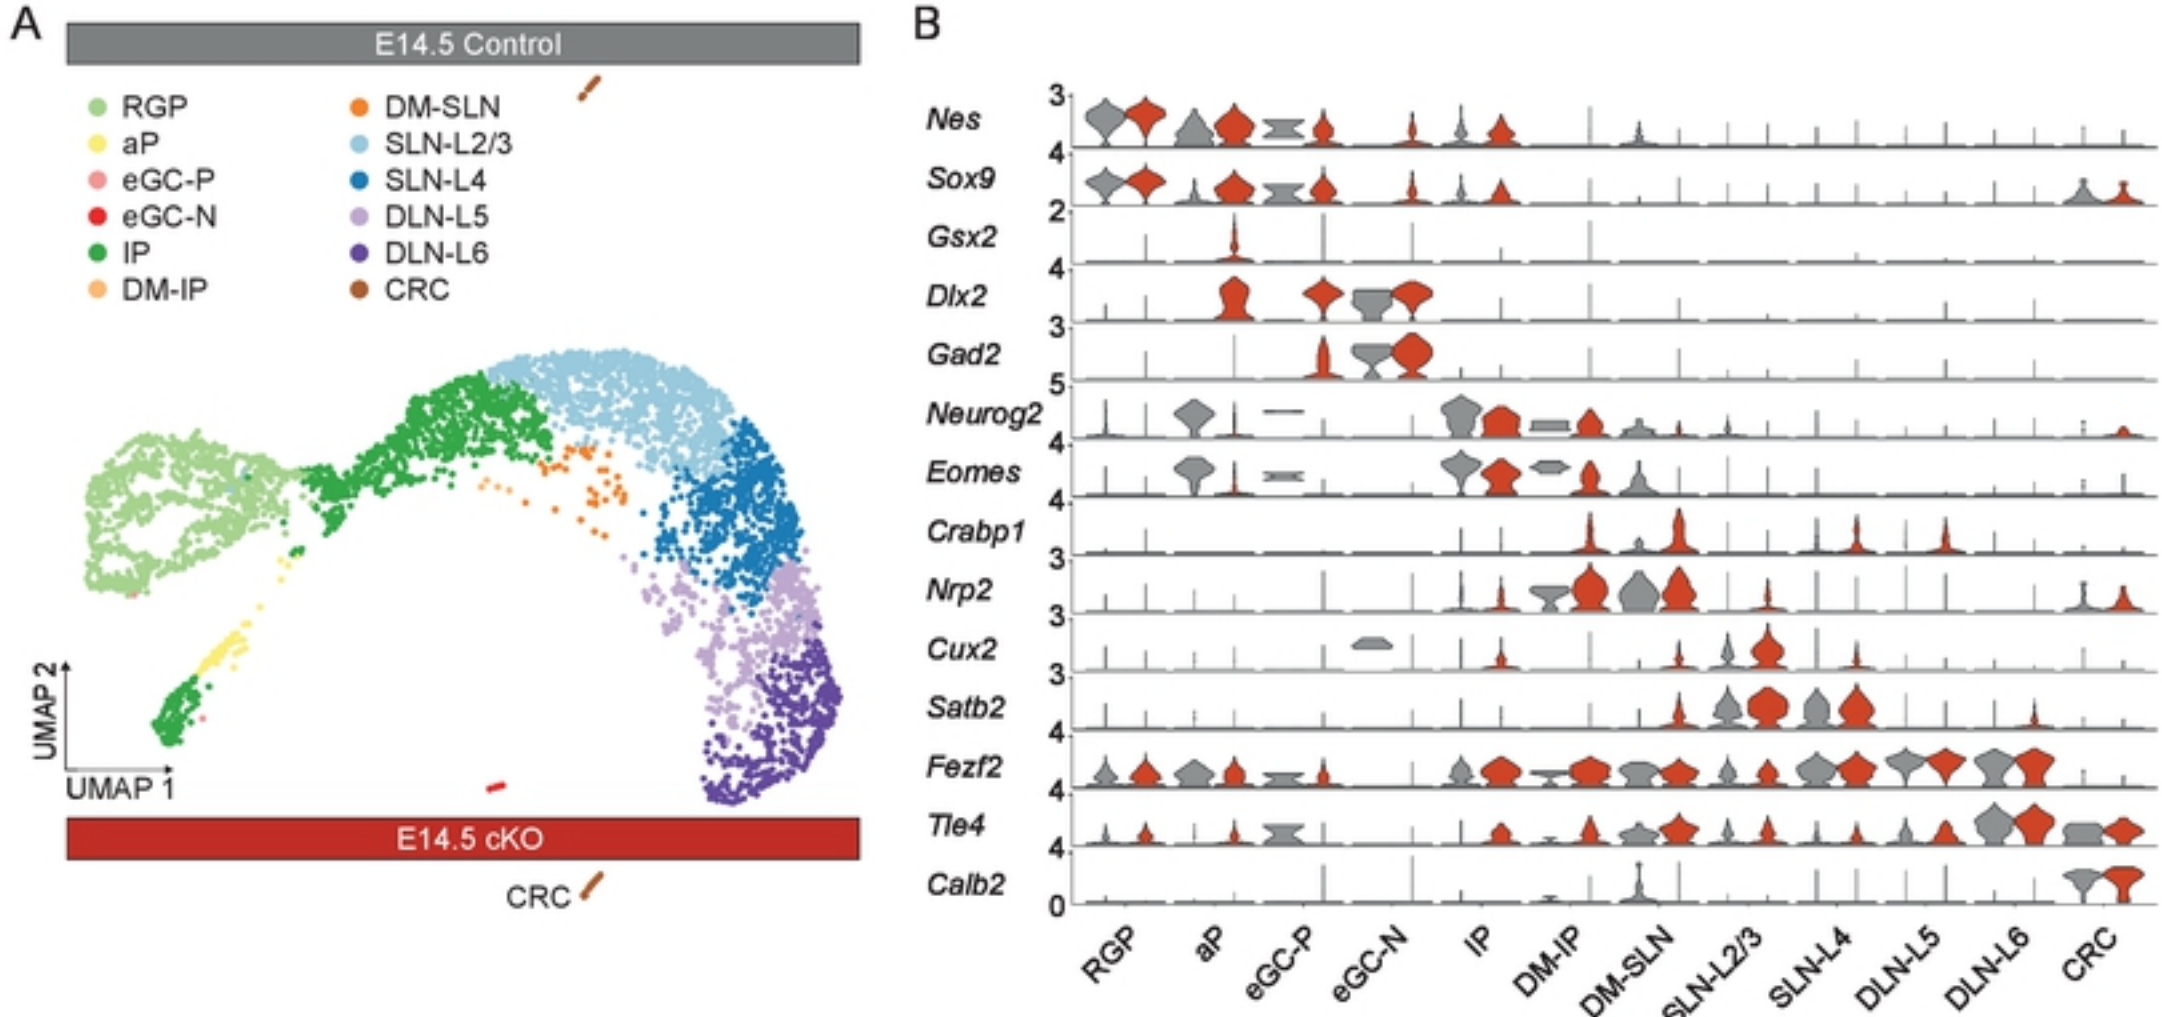 A
E14.5 Control
RGP
aP
eGC-P
eGC-N
IP
DM-IP
DM-SLN
SLN-L2/3
SLN-L4
DLN-L5
DLN-L6
CRC
UMAP 2
UMAP 1
E14.5 cKO
CRC
B
3
Nes
4
Sox9
2
Gsx2
4
Dlx2
3
Gad2
5
Neurog2
4
Eomes
4
Crabp1
3
Nrp2
3
Cux2
3
Satb2
4
Fezf2
4
Tle4
4
Calb2
0
RGP
aP
eGC-P
eGC-N
IP
DM-IP
DM-SLN
SLN-L2/3
SLN-L4
DLN-L5
DLN-L6
CRC